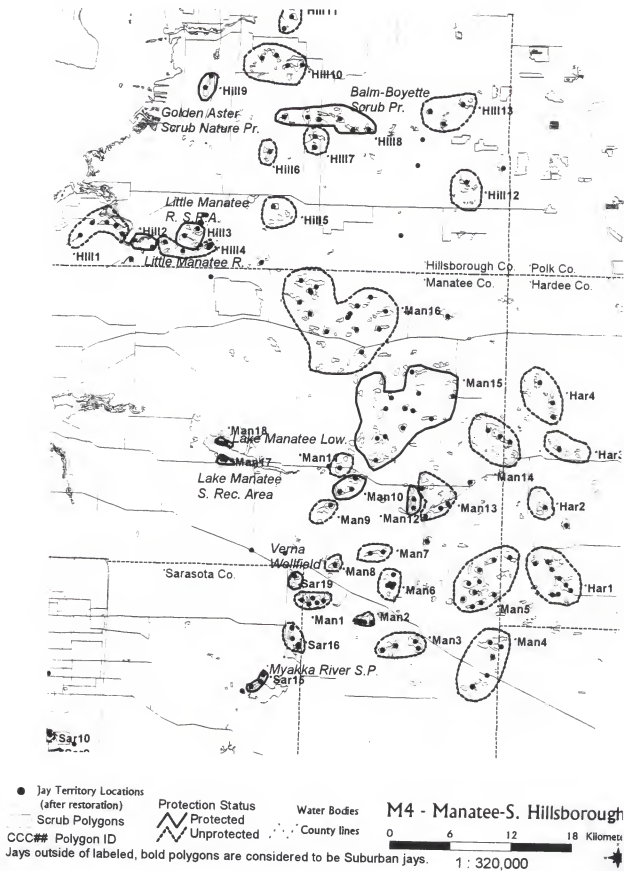 Hill11
Hill10
Hill9
Balm-Boyette
Scrub Pr.
Hill13
Golden Aster
Scrub Nature Pr.
Hill8
Hill7
Hill6
Hill12
Little Manatee
R. S.R.A.
Hill5
Hill2
Hill3
Hill4
Hill1
Little Manatee R.
Hillsborough Co.
Polk Co.
Manatee Co.
Hardee Co.
Man16
Man15
Har4
Man18
Lake Manatee Low.
Man17
Man14
Lake Manatee
S. Rec. Area
Man14
Man10
Man12
Man13
Har2
Man9
Verna
Wellfield
Man7
Sarasota Co.
Man8
Sar19
Man6
Har1
Man5
Man1
Man2
Sar16
Man3
Man4
Myakka River S.P.
Sar15
Sar10
Jay Territory Locations
(after restoration)
Scrub Polygons
CCC## Polygon ID
Protection Status
Protected
Unprotected
Water Bodies
County lines
M4 - Manatee-S. Hillsborough
0 6 12 18 Kilomete
1 : 320,000
Jays outside of labeled, bold polygons are considered to be Suburban jays.